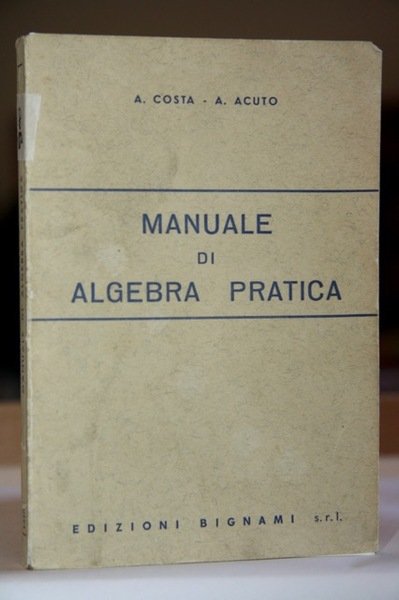 A. COSTA - A. ACUTO
MANUALE
DI
ALGEBRA PRATICA
EDIZIONI BIGNAMI s.r.l.